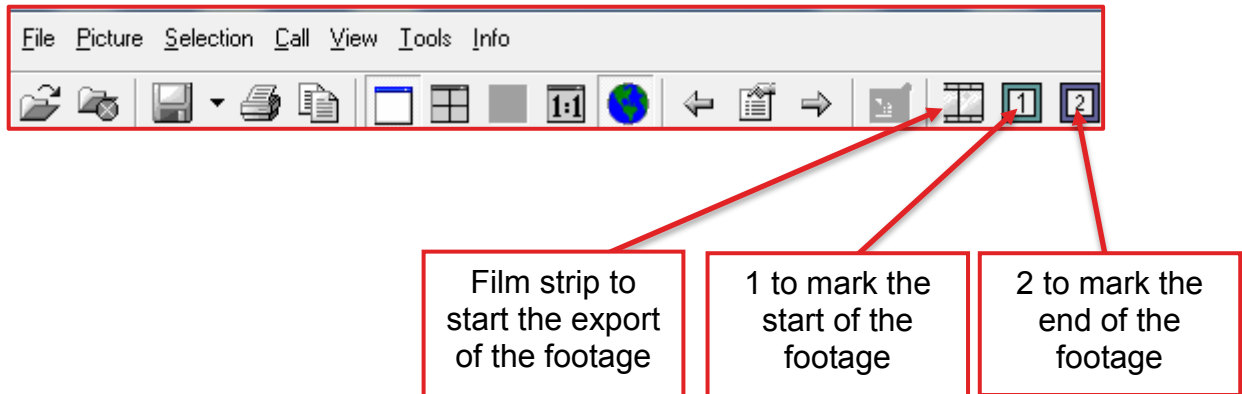 File Picture Selection Call View Tools Info
1:1 1 2
Film strip to
start the export
of the footage
1 to mark the
start of the
footage
2 to mark the
end of the
footage